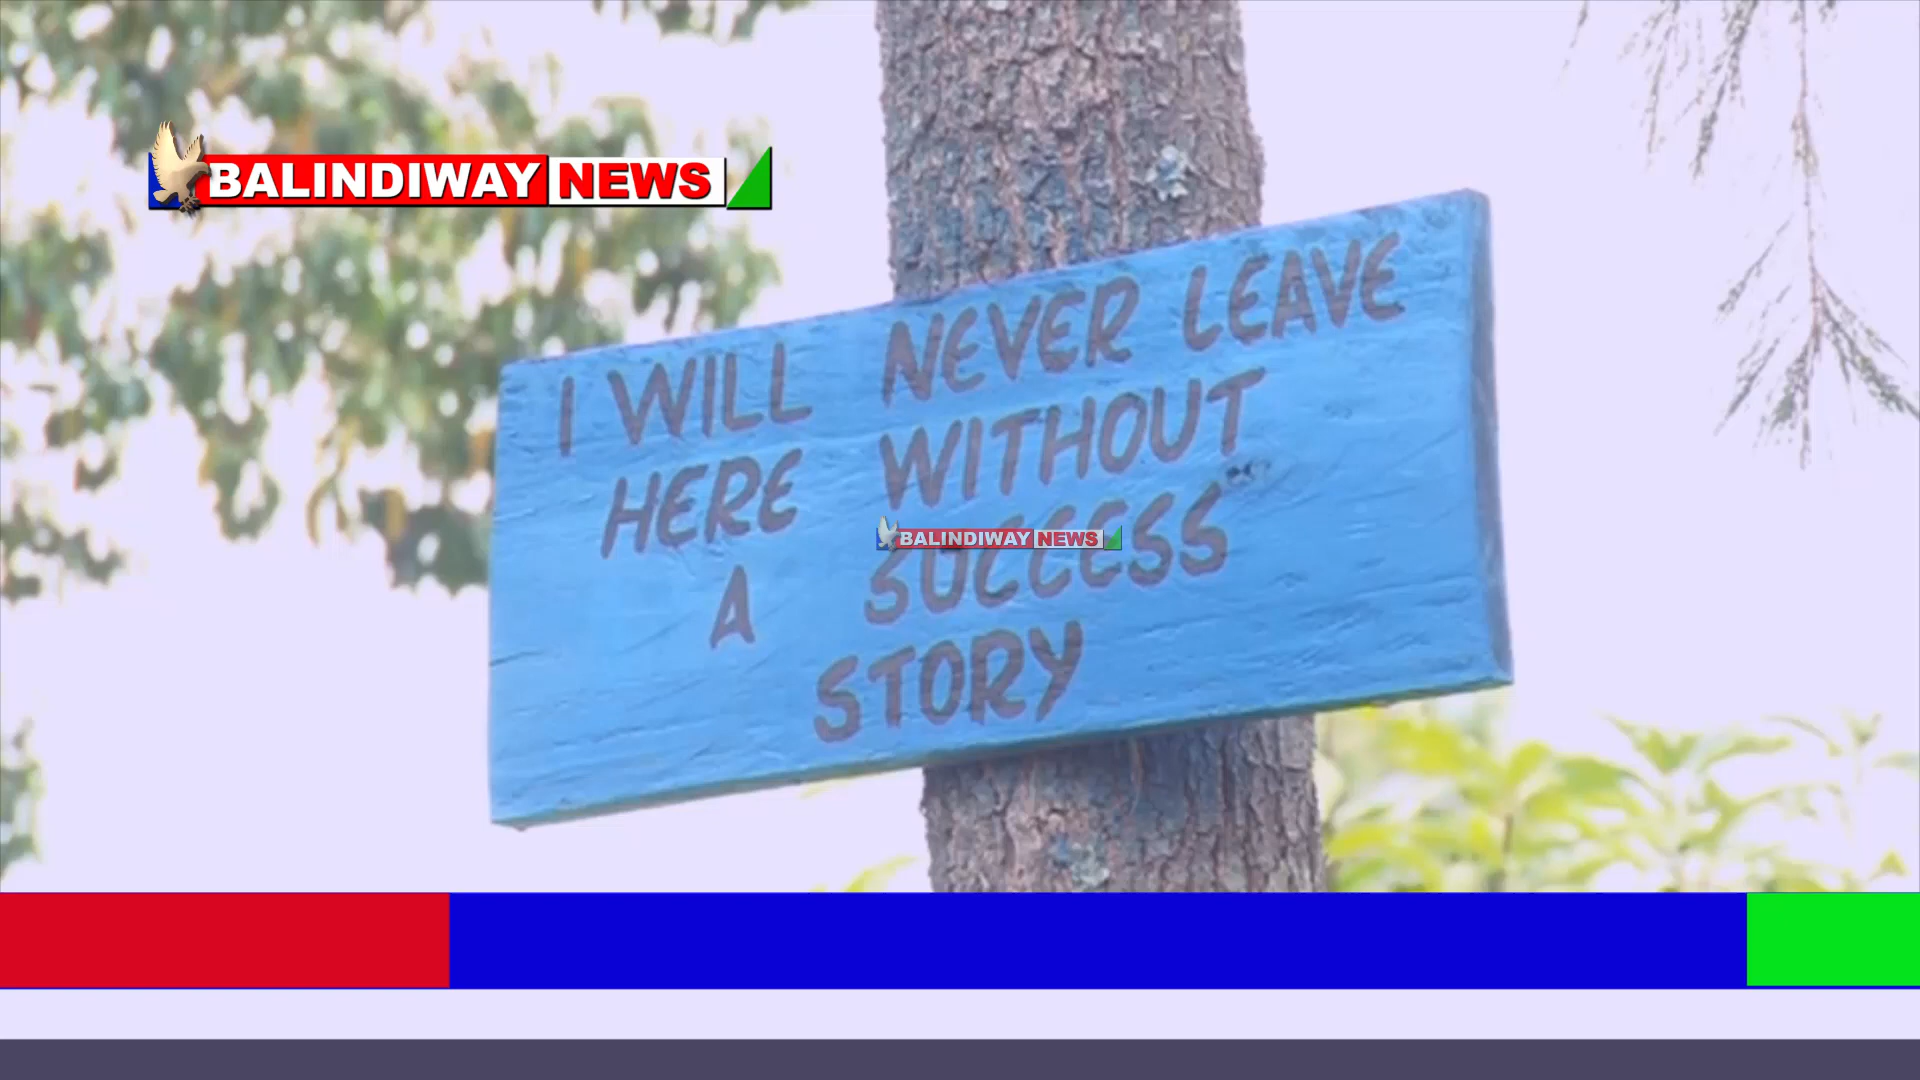 BALINDIWAY NEWS
I WILL NEVER LEAVE
HERE WITHOUT
BALINDIWAY NEWS
A SUCCESS
STORY